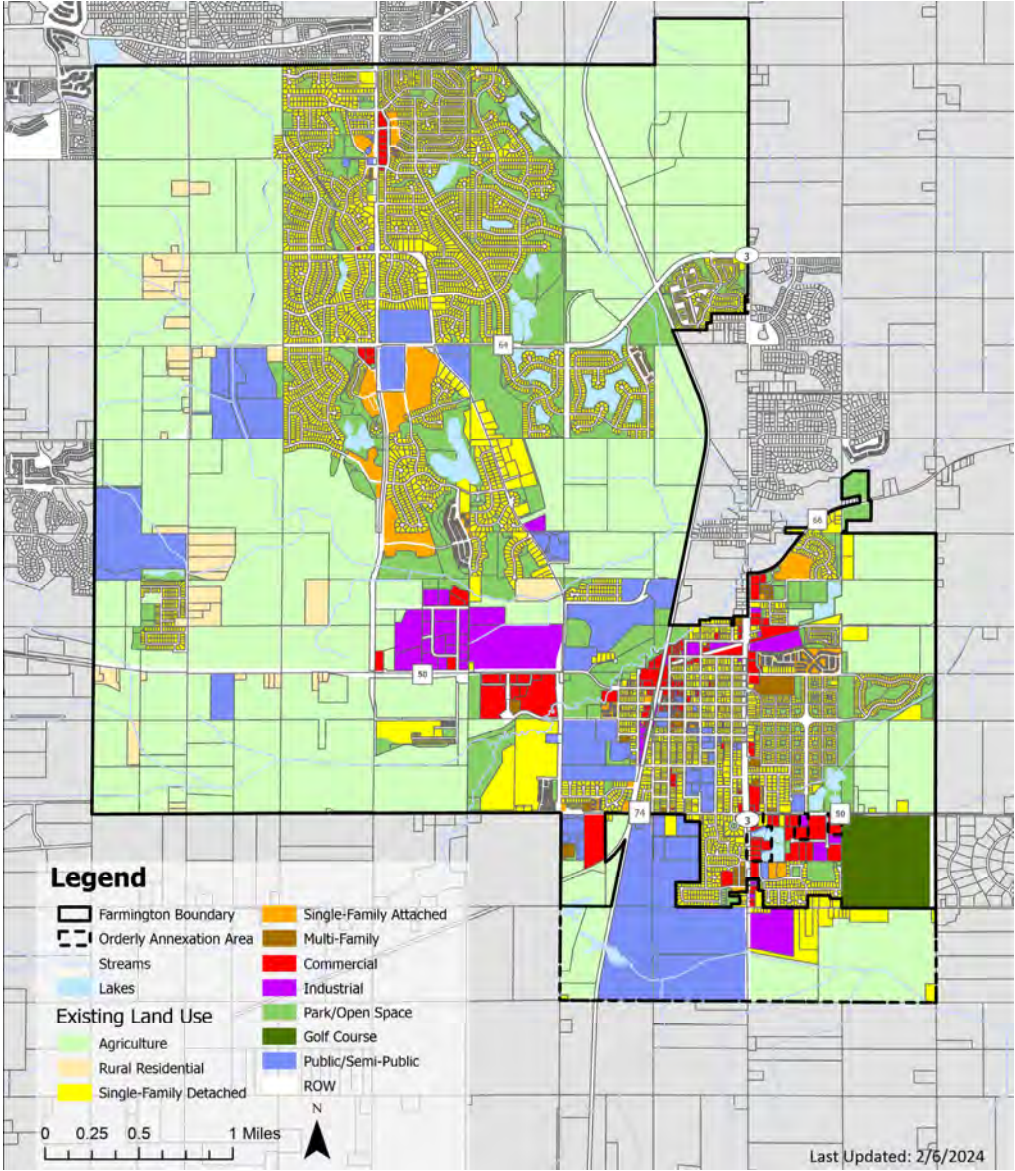 3
64
66
50
74
3
50
Legend
Farmington Boundary
Orderly Annexation Area
Streams
Lakes
Existing Land Use
Agriculture
Rural Residential
Single-Family Detached
Single-Family Attached
Multi-Family
Commercial
Industrial
Park/Open Space
Golf Course
Public/Semi-Public
ROW
N
0 0.25 0.5 1 Miles
Last Updated: 2/6/2024